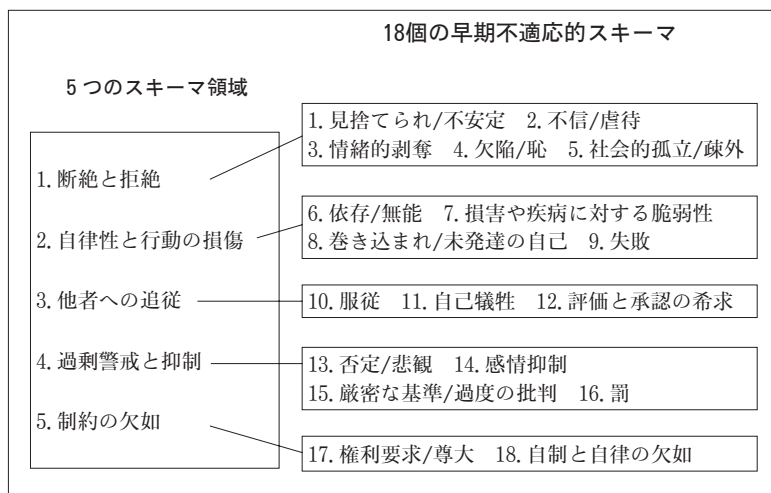 18個の早期不適応的スキーマ
5つのスキーマ領域
1. 断絶と拒絶
2. 自律性と行動の損傷
3. 他者への追従
4. 過剰警戒と抑制
5. 制約の欠如
1. 見捨てられ/不安定 2. 不信/虐待
3. 情緒的剥奪 4. 欠陥/恥 5. 社会的孤立/疎外
6. 依存/無能 7. 損害や疾病に対する脆弱性
8. 巻き込まれ/未発達の自己 9. 失敗
10. 服従 11. 自己犠牲 12. 評価と承認の希求
13. 否定/悲観 14. 感情抑制
15. 厳密な基準/過度の批判 16. 罰
17. 権利要求/尊大 18. 自制と自律の欠如